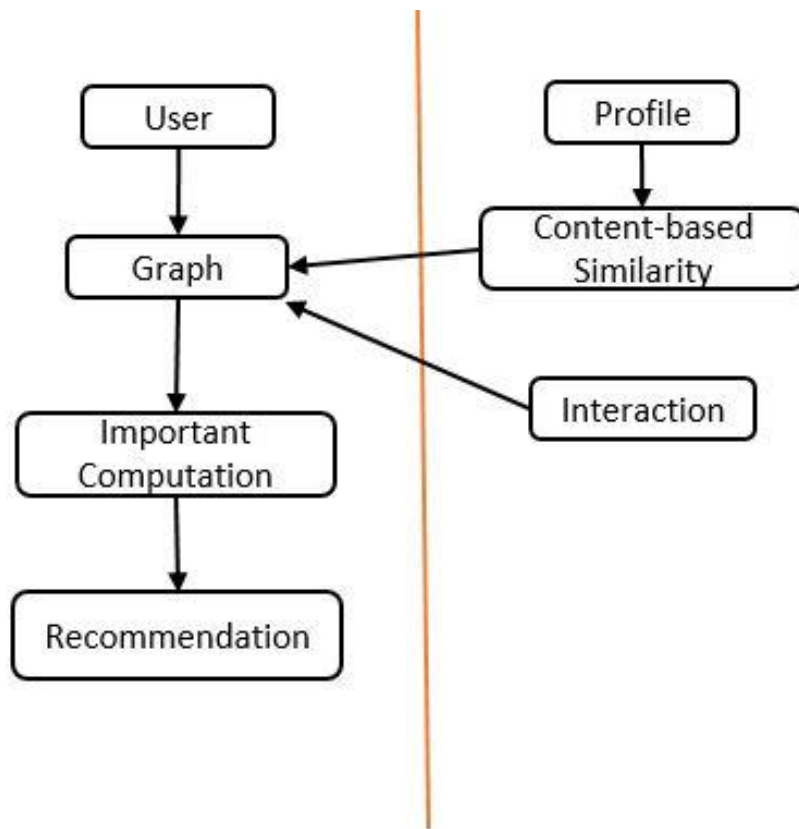 User
Graph
Important
Computation
Recommendation
Profile
Content-based
Similarity
Interaction